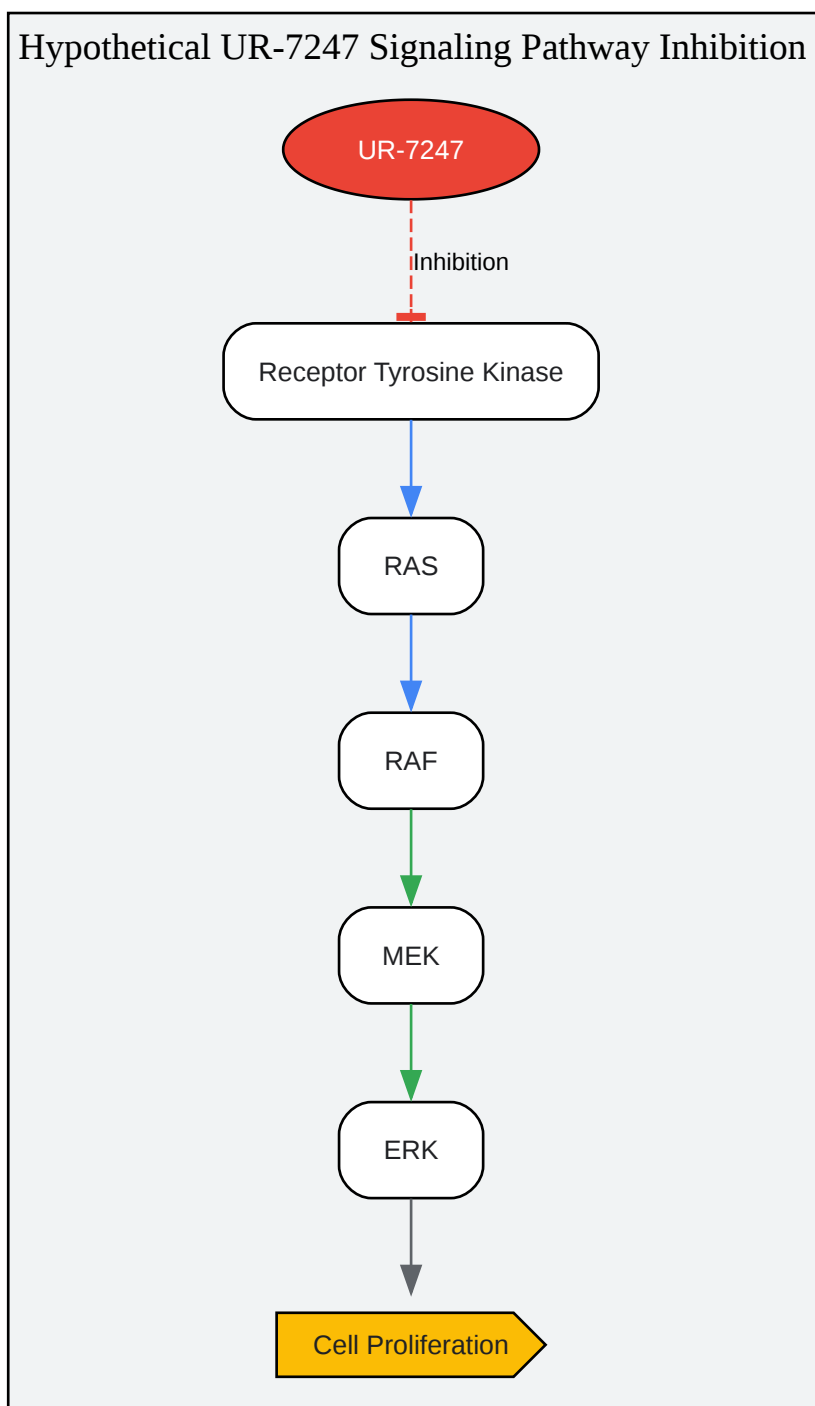 Hypothetical UR-7247 Signaling Pathway Inhibition
UR-7247
Inhibition
Receptor Tyrosine Kinase
RAS
RAF
MEK
ERK
Cell Proliferation